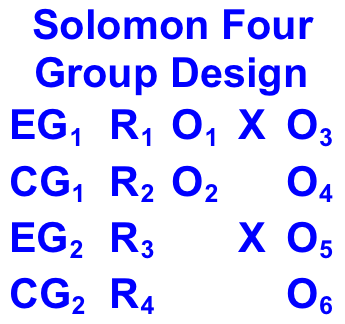 Solomon Four
Group Design
EG₁ R₁ O₁ X O₃
CG₁ R₂ O₂ O₄
EG₂ R₃ X O₅
CG₂ R₄ O₆